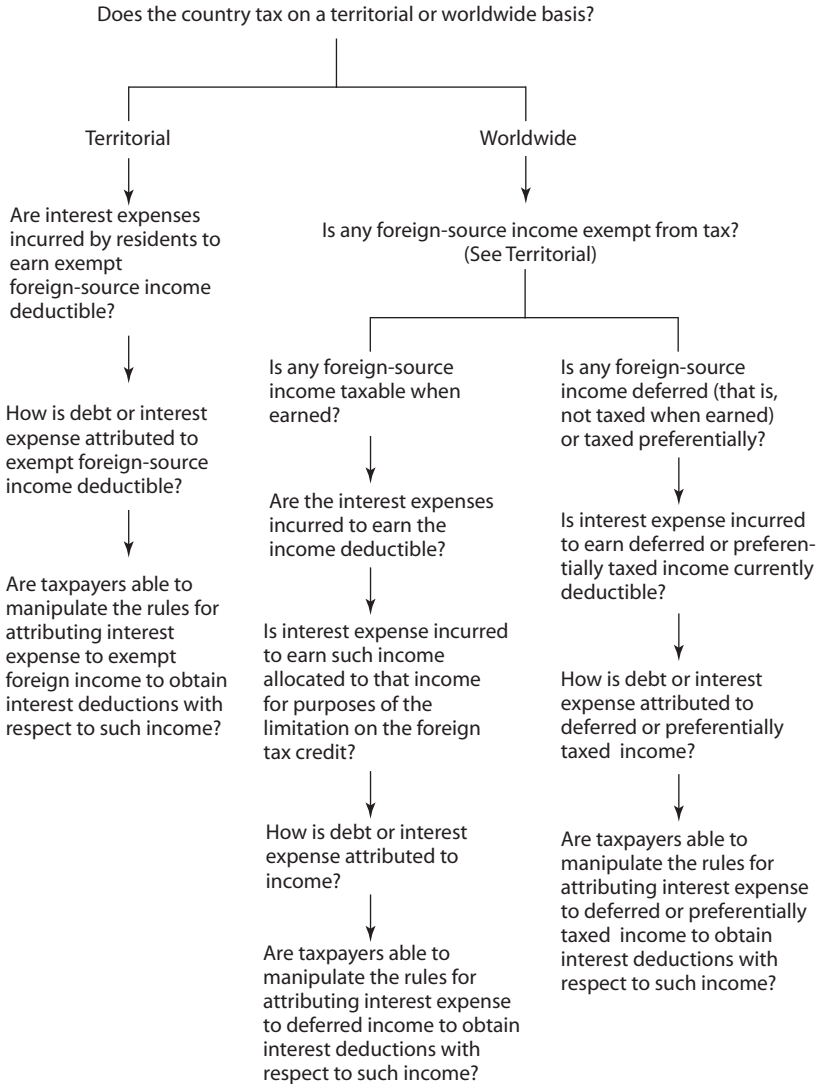 Does the country tax on a territorial or worldwide basis?
Territorial
Are interest expenses
incurred by residents to
earn exempt
foreign-source income
deductible?
How is debt or interest
expense attributed to
exempt foreign-source
income deductible?
Are taxpayers able to
manipulate the rules for
attributing interest
expense to exempt
foreign income to obtain
interest deductions with
respect to such income?
Worldwide
Is any foreign-source income exempt from tax?
(See Territorial)
Is any foreign-source
income taxable when
earned?
Are the interest expenses
incurred to earn the
income deductible?
Is interest expense incurred
to earn such income
allocated to that income
for purposes of the
limitation on the foreign
tax credit?
How is debt or interest
expense attributed to
income?
Are taxpayers able to
manipulate the rules for
attributing interest expense
to deferred income to obtain
interest deductions with
respect to such income?
Is any foreign-source
income deferred (that is,
not taxed when earned)
or taxed preferentially?
Is interest expense incurred
to earn deferred or preferen-
tially taxed income currently
deductible?
How is debt or interest
expense attributed to
deferred or preferentially
taxed income?
Are taxpayers able to
manipulate the rules for
attributing interest expense
to deferred or preferentially
taxed income to obtain
interest deductions with
respect to such income?